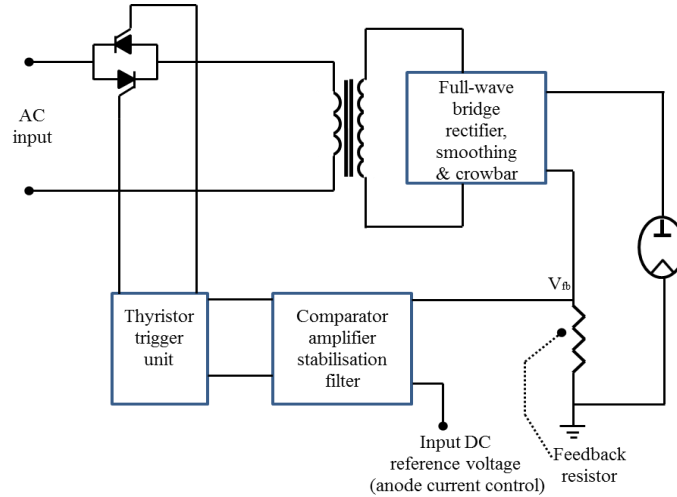 AC
input
Full-wave
bridge
rectifier,
smoothing
& crowbar
Vfb
Thyristor
trigger
unit
Comparator
amplifier
stabilisation
filter
Input DC
reference voltage
(anode current control)
Feedback
resistor